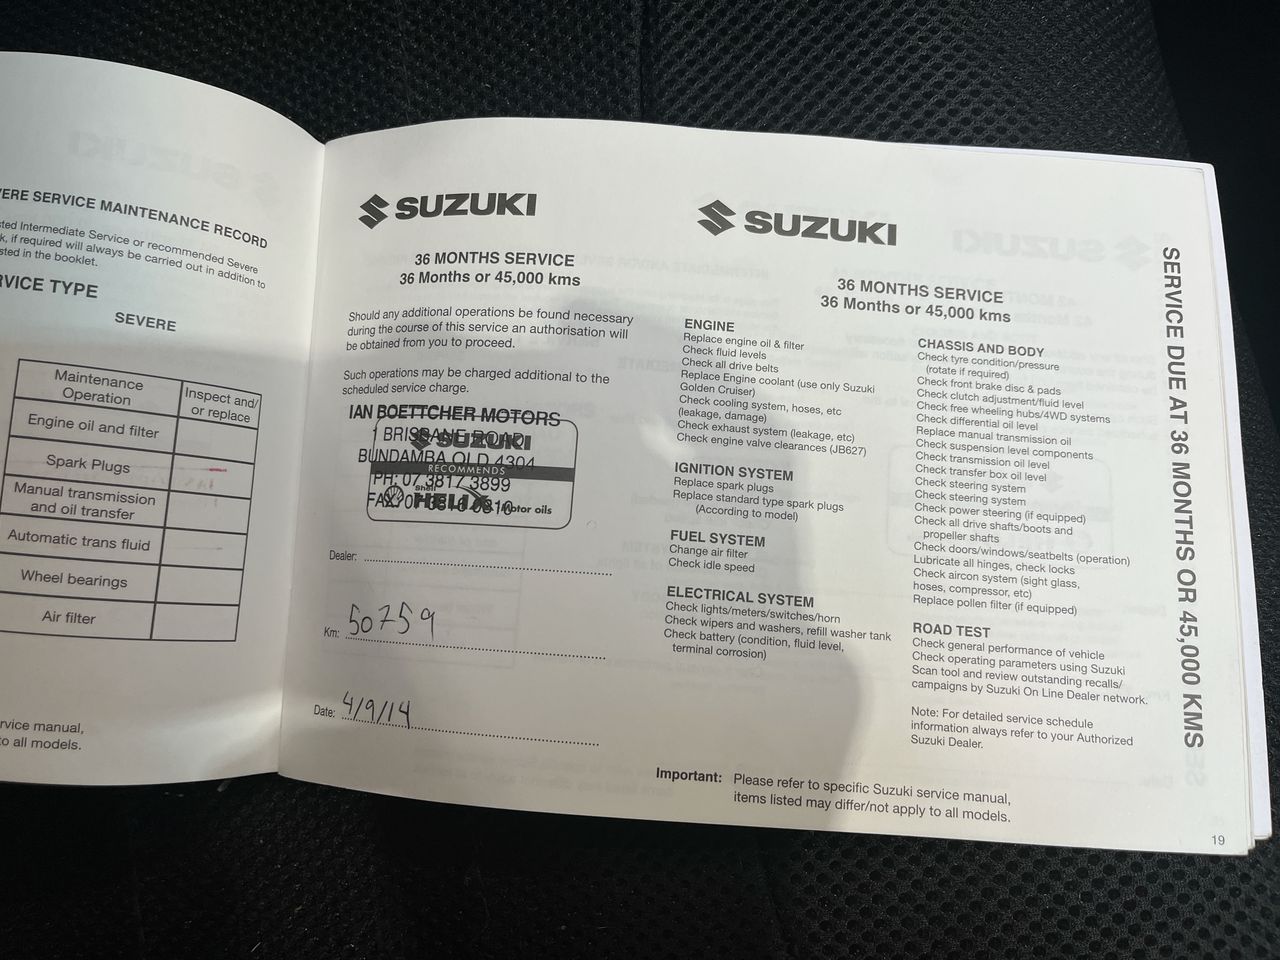 ERE SERVICE MAINTENANCE RECORD
sted Intermediate Service or recommended Severe
k, if required will always be carried out in addition to
sted in the booklet.
RVICE TYPE
SEVERE
Maintenance Operation
Inspect and/ or replace
Engine oil and filter
Spark Plugs
Manual transmission and oil transfer
Automatic trans fluid
Wheel bearings
Air filter
rvice manual,
to all models.
SUZUKI
36 MONTHS SERVICE
36 Months or 45,000 kms
Should any additional operations be found necessary
during the course of this service an authorisation will
be obtained from you to proceed.
Such operations may be charged additional to the
scheduled service charge.
IAN BOETTCHER MOTORS
1 BRISBANE ROAD
SUZUKI
BUNDAMBA QLD 4304
RECOMMENDS
PH: 07 3817 3899
Shell
HELIX Motor oils
FAX: 07 3816 0810
Dealer:
Km: 50759
Date: 4/9/14
SUZUKI
36 MONTHS SERVICE
36 Months or 45,000 kms
ENGINE
Replace engine oil & filter
Check fluid levels
Check all drive belts
Replace Engine coolant (use only Suzuki
Golden Cruiser)
Check cooling system, hoses, etc
(leakage, damage)
Check exhaust system (leakage, etc)
Check engine valve clearances (JB627)
IGNITION SYSTEM
Replace spark plugs
Replace standard type spark plugs
(According to model)
FUEL SYSTEM
Change air filter
Check idle speed
ELECTRICAL SYSTEM
Check lights/meters/switches/horn
Check wipers and washers, refill washer tank
Check battery (condition, fluid level,
terminal corrosion)
CHASSIS AND BODY
Check tyre condition/pressure
(rotate if required)
Check front brake disc & pads
Check clutch adjustment/fluid level
Check free wheeling hubs/4WD systems
Check differential oil level
Replace manual transmission oil
Check suspension level components
Check transmission oil level
Check transfer box oil level
Check steering system
Check steering system
Check power steering (if equipped)
Check all drive shafts/boots and
propeller shafts
Check doors/windows/seatbelts (operation)
Lubricate all hinges, check locks
Check aircon system (sight glass,
hoses, compressor, etc)
Replace pollen filter (if equipped)
ROAD TEST
Check general performance of vehicle
Check operating parameters using Suzuki
Scan tool and review outstanding recalls/
campaigns by Suzuki On Line Dealer network.
Note: For detailed service schedule
information always refer to your Authorized
Suzuki Dealer.
Important: Please refer to specific Suzuki service manual,
items listed may differ/not apply to all models.
SERVICE DUE AT 36 MONTHS OR 45,000 KMS
19